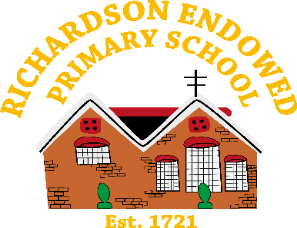 RICHARDSON ENDOWED
PRIMARY SCHOOL
Est. 1721